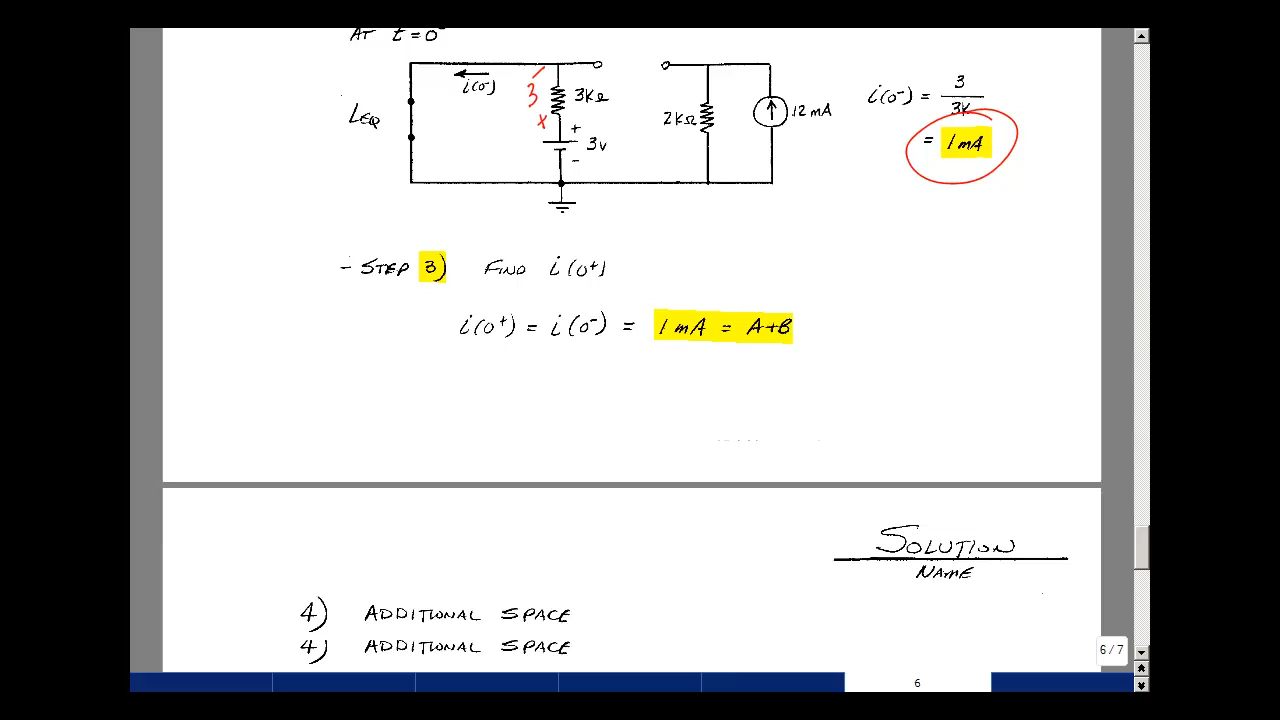 AT t=0⁻
i(0⁻)
3
x
LEQ
3KΩ
+
3V
-
2KΩ
12 mA
i(0⁻) = 3
3K
= 1 mA
- STEP 3) FIND i(0⁺)
i(0⁺) = i(0⁻) = 1 mA = A+B
SOLUTION
NAME
4) ADDITIONAL SPACE
4) ADDITIONAL SPACE
6 / 7
6